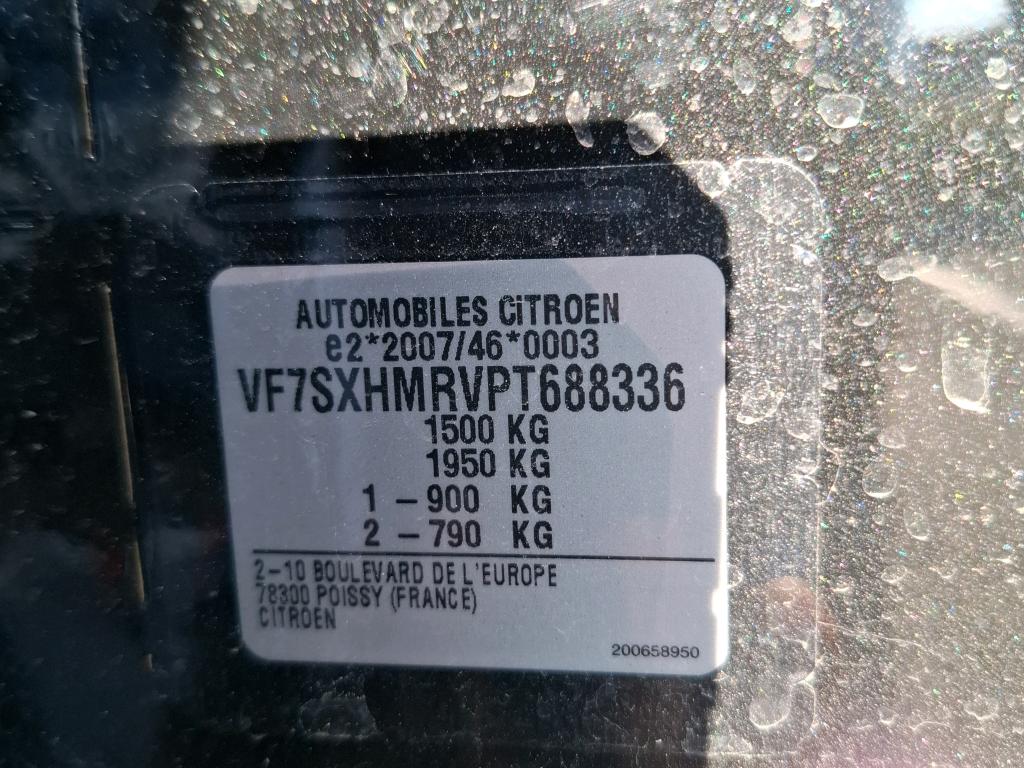 AUTOMOBILES CiTROEN
e2*2007/46*0003
VF7SXHMRVPT688336
1500 KG
1950 KG
1 - 900 KG
2 - 790 KG
2-10 BOULEVARD DE L'EUROPE
78300 POISSY (FRANCE)
CITROEN
200658950